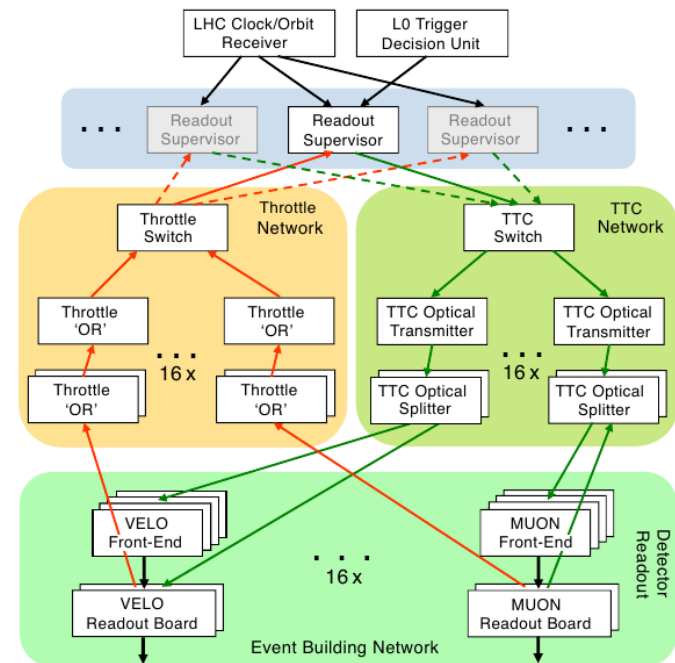 LHC Clock/Orbit
Receiver
L0 Trigger
Decision Unit
. . .
Readout
Supervisor
Readout
Supervisor
Readout
Supervisor
. . .
Throttle
Switch
Throttle
Network
TTC
Switch
TTC
Network
Throttle
‘OR’
Throttle
‘OR’
TTC Optical
Transmitter
TTC Optical
Transmitter
. . .
16 x
. . .
16 x
Throttle
‘OR’
Throttle
‘OR’
TTC Optical
Splitter
TTC Optical
Splitter
VELO
Front-End
MUON
Front-End
. . .
16 x
Detector
Readout
VELO
Readout Board
MUON
Readout Board
Event Building Network